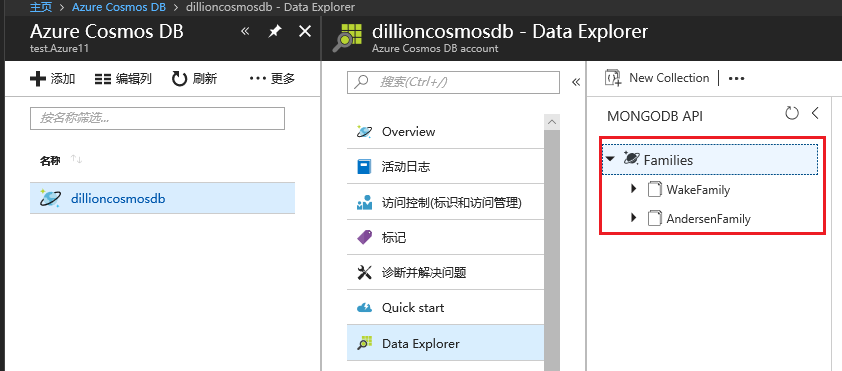 主页 > Azure Cosmos DB > dillioncosmosdb - Data Explorer
Azure Cosmos DB
test.Azure11
添加
编辑列
刷新
更多
按名称筛选...
名称
dillioncosmosdb
dillioncosmosdb - Data Explorer
Azure Cosmos DB account
搜索(Ctrl+/)
Overview
活动日志
访问控制(标识和访问管理)
标记
诊断并解决问题
Quick start
Data Explorer
New Collection
MONGODB API
Families
WakeFamily
AndersenFamily